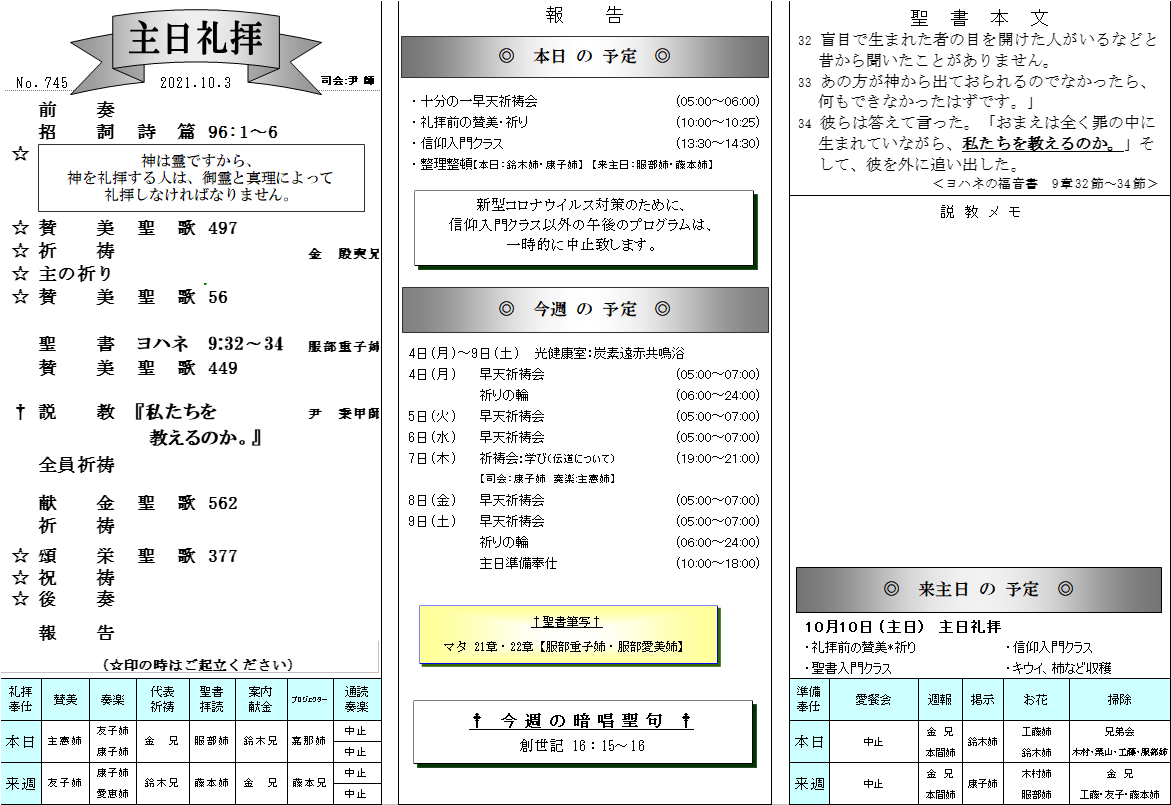 主日礼拝
No. 745 2021.10.3 司会:尹 師
前 奏
招 詞 詩 篇 96:1～6
☆
神は霊ですから、
神を礼拝する人は、御霊と真理によって
礼拝しなければなりません。
☆ 賛 美 聖 歌 497
☆ 祈 祷 金 殷実兄
☆ 主の祈り
☆ 賛 美 聖 歌 56
聖 書 ヨハネ 9:32～34 服部重子姉
賛 美 聖 歌 449
† 説 教 『私たちを 尹 秉甲師
教えるのか。』
全員祈祷
献 金 聖 歌 562
祈 祷
☆ 頌 栄 聖 歌 377
☆ 祝 祷
☆ 後 奏
報 告
(☆印の時はご起立ください)
礼拝奉仕 賛美 奏楽 代表祈祷 聖書拝読 案内献金 プロジェクター 通読奏楽
本日 主憲姉 友子姉 康子姉 金 兄 服部姉 鈴木兄 嘉那姉 中止 中止
来週 友子姉 康子姉 愛恵姉 鈴木兄 藤本姉 金 兄 藤本兄 中止 中止
報 告
◎ 本日 の 予定 ◎
・十分の一早天祈祷会 (05:00～06:00)
・礼拝前の賛美・祈り (10:00～10:25)
・信仰入門クラス (13:30～14:30)
・整理整頓【本日:鈴木姉・康子姉】【来主日:服部姉・藤本姉】
新型コロナウイルス対策のために、
信仰入門クラス以外の午後のプログラムは、
一時的に中止致します。
◎ 今週 の 予定 ◎
4日(月)～9日(土) 光健康室:炭素遠赤共鳴浴
4日(月) 早天祈祷会 (05:00～07:00)
祈りの輪 (06:00～24:00)
5日(火) 早天祈祷会 (05:00～07:00)
6日(水) 早天祈祷会 (05:00～07:00)
7日(木) 祈祷会:学び(伝道について) (19:00～21:00)
【司会:康子姉 奏楽:主憲姉】
8日(金) 早天祈祷会 (05:00～07:00)
9日(土) 早天祈祷会 (05:00～07:00)
祈りの輪 (06:00～24:00)
主日準備奉仕 (10:00～18:00)
†聖書筆写†
マタ 21章・22章【服部重子姉・服部愛美姉】
† 今週の暗唱聖句 †
創世記 16：15～16
聖 書 本 文
32 盲目で生まれた者の目を開けた人がいるなどと
昔から聞いたことがありません。
33 あの方が神から出ておられるのでなかったら、
何もできなかったはずです。」
34 彼らは答えて言った。「おまえは全く罪の中に
生まれていながら、私たちを教えるのか。」そ
して、彼を外に追い出した。
＜ヨハネの福音書 9章32節～34節＞
説 教 メ モ
◎ 来主日 の 予定 ◎
10月10日(主日) 主日礼拝
・礼拝前の賛美*祈り ・信仰入門クラス
・聖書入門クラス ・キウイ、柿など収穫
準備奉仕 愛餐会 週報 掲示 お花 掃除
本日 中止 金 兄 本間姉 鈴木姉 工藤姉 鈴木姉 兄弟会 木村・栗山・工藤・服部姉
来週 中止 金 兄 本間姉 康子姉 木村姉 服部姉 金 兄 工藤・友子・藤本姉